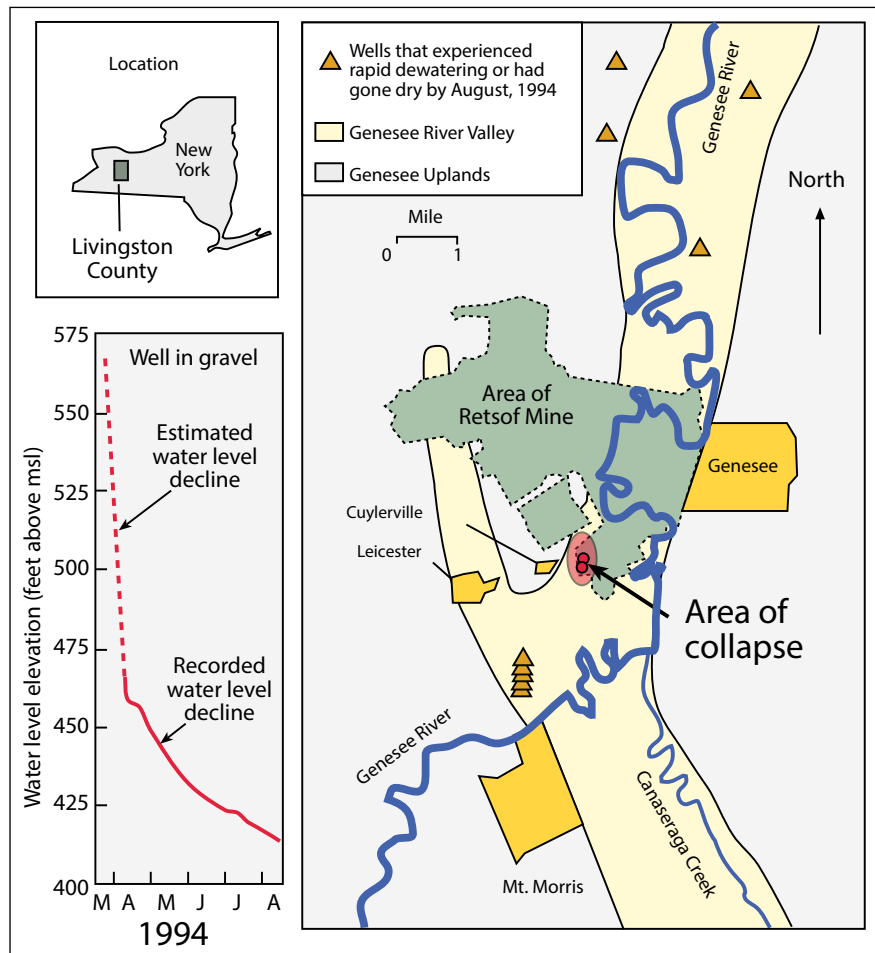 Location
New
York
Livingston
County
Wells that experienced
rapid dewatering or had
gone dry by August, 1994
Genesee River Valley
Genesee Uplands
Mile
0 1
North
Genesee River
Area of
Retsof Mine
Genesee
Cuylerville
Leicester
Area of
collapse
Genesee River
Canaseraga Creek
Mt. Morris
Water level elevation (feet above msl)
575
550
525
500
475
450
425
400
Well in gravel
Estimated
water level
decline
Recorded
water level
decline
M A M J J A
1994